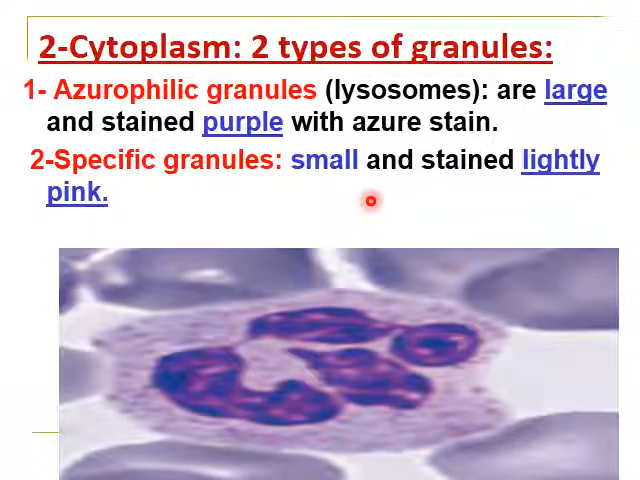 2-Cytoplasm: 2 types of granules:
1- Azurophilic granules (lysosomes): are large
and stained purple with azure stain.
2-Specific granules: small and stained lightly
pink.